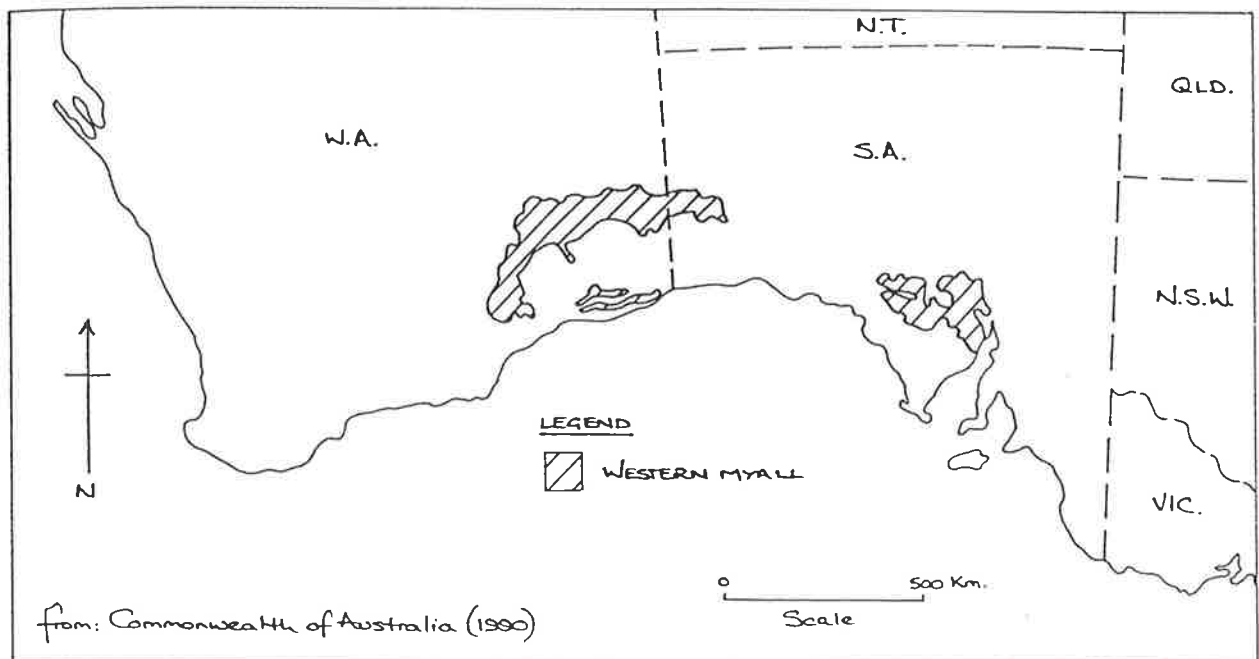 N.T.
QLD.
W.A.
S.A.
N.S.W.
LEGEND
WESTERN MYALL
N
VIC.
0 500 Km.
Scale
from: Commonwealth of Australia (1990)